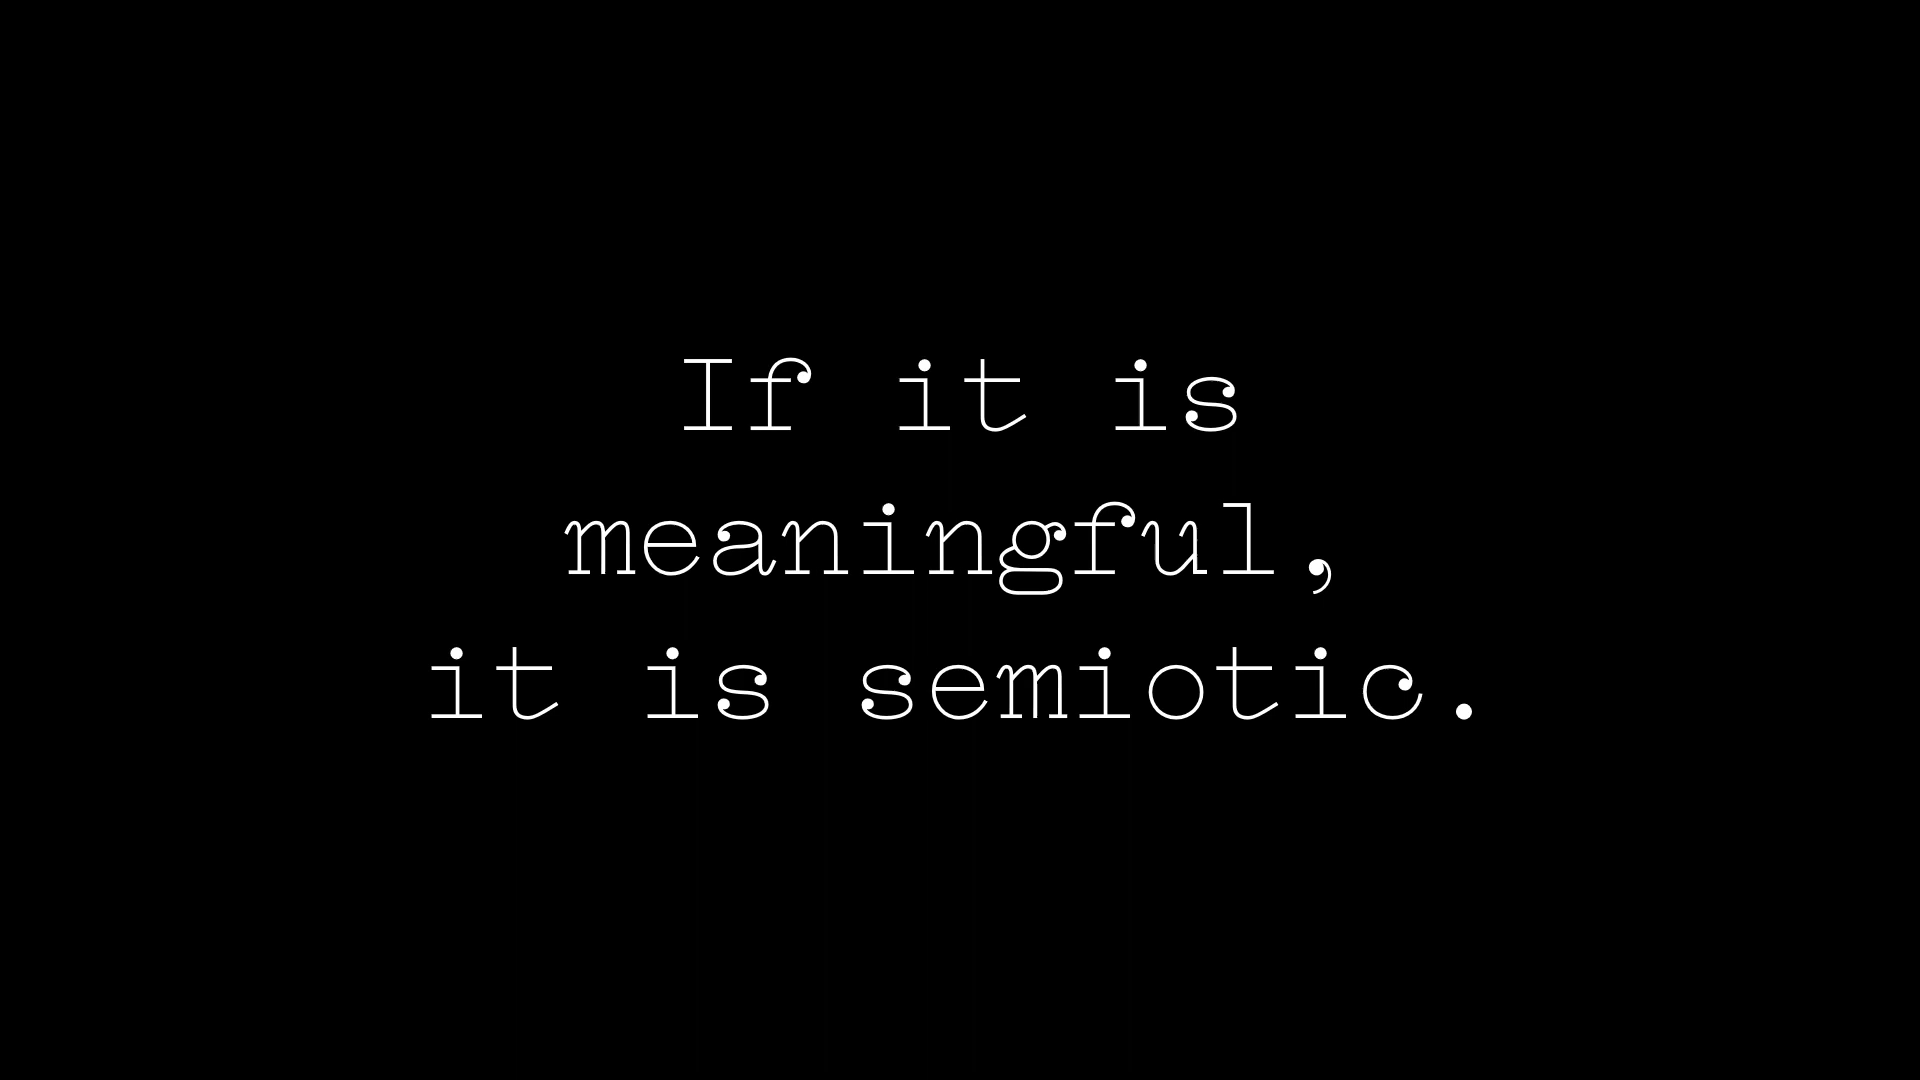 If it is
meaningful,
it is semiotic.